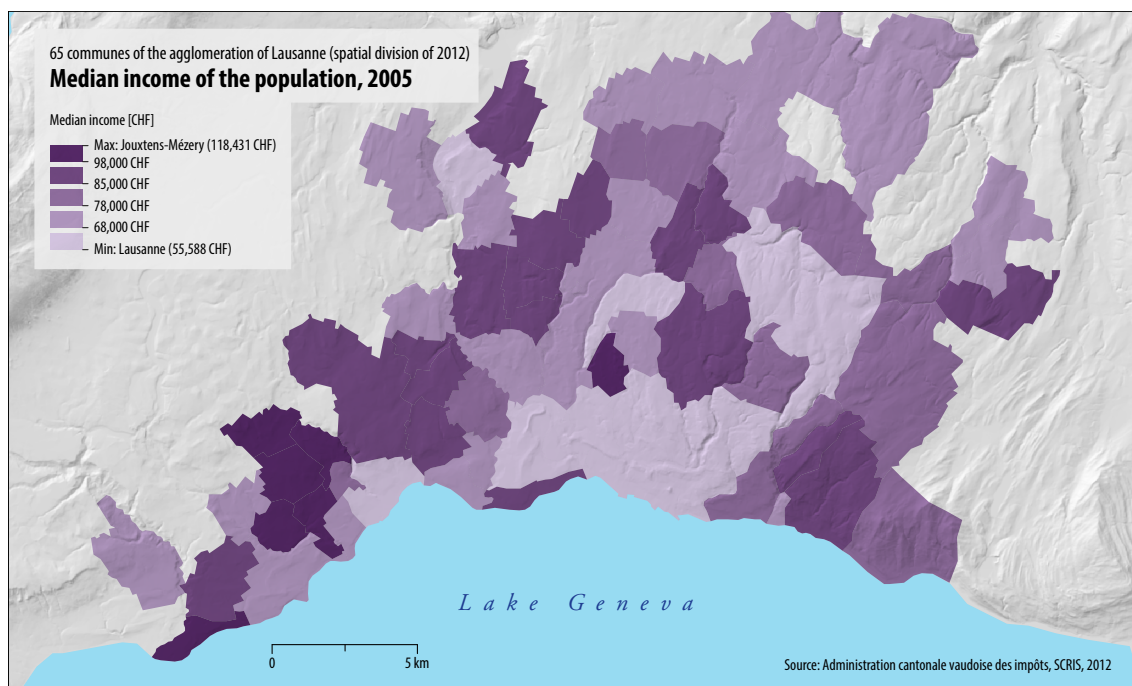 65 communes of the agglomeration of Lausanne (spatial division of 2012)
Median income of the population, 2005
Median income [CHF]
Max: Jouxtens-Mézery (118,431 CHF)
98,000 CHF
85,000 CHF
78,000 CHF
68,000 CHF
Min: Lausanne (55,588 CHF)
Lake Geneva
0 5 km
Source: Administration cantonale vaudoise des impôts, SCRIS, 2012